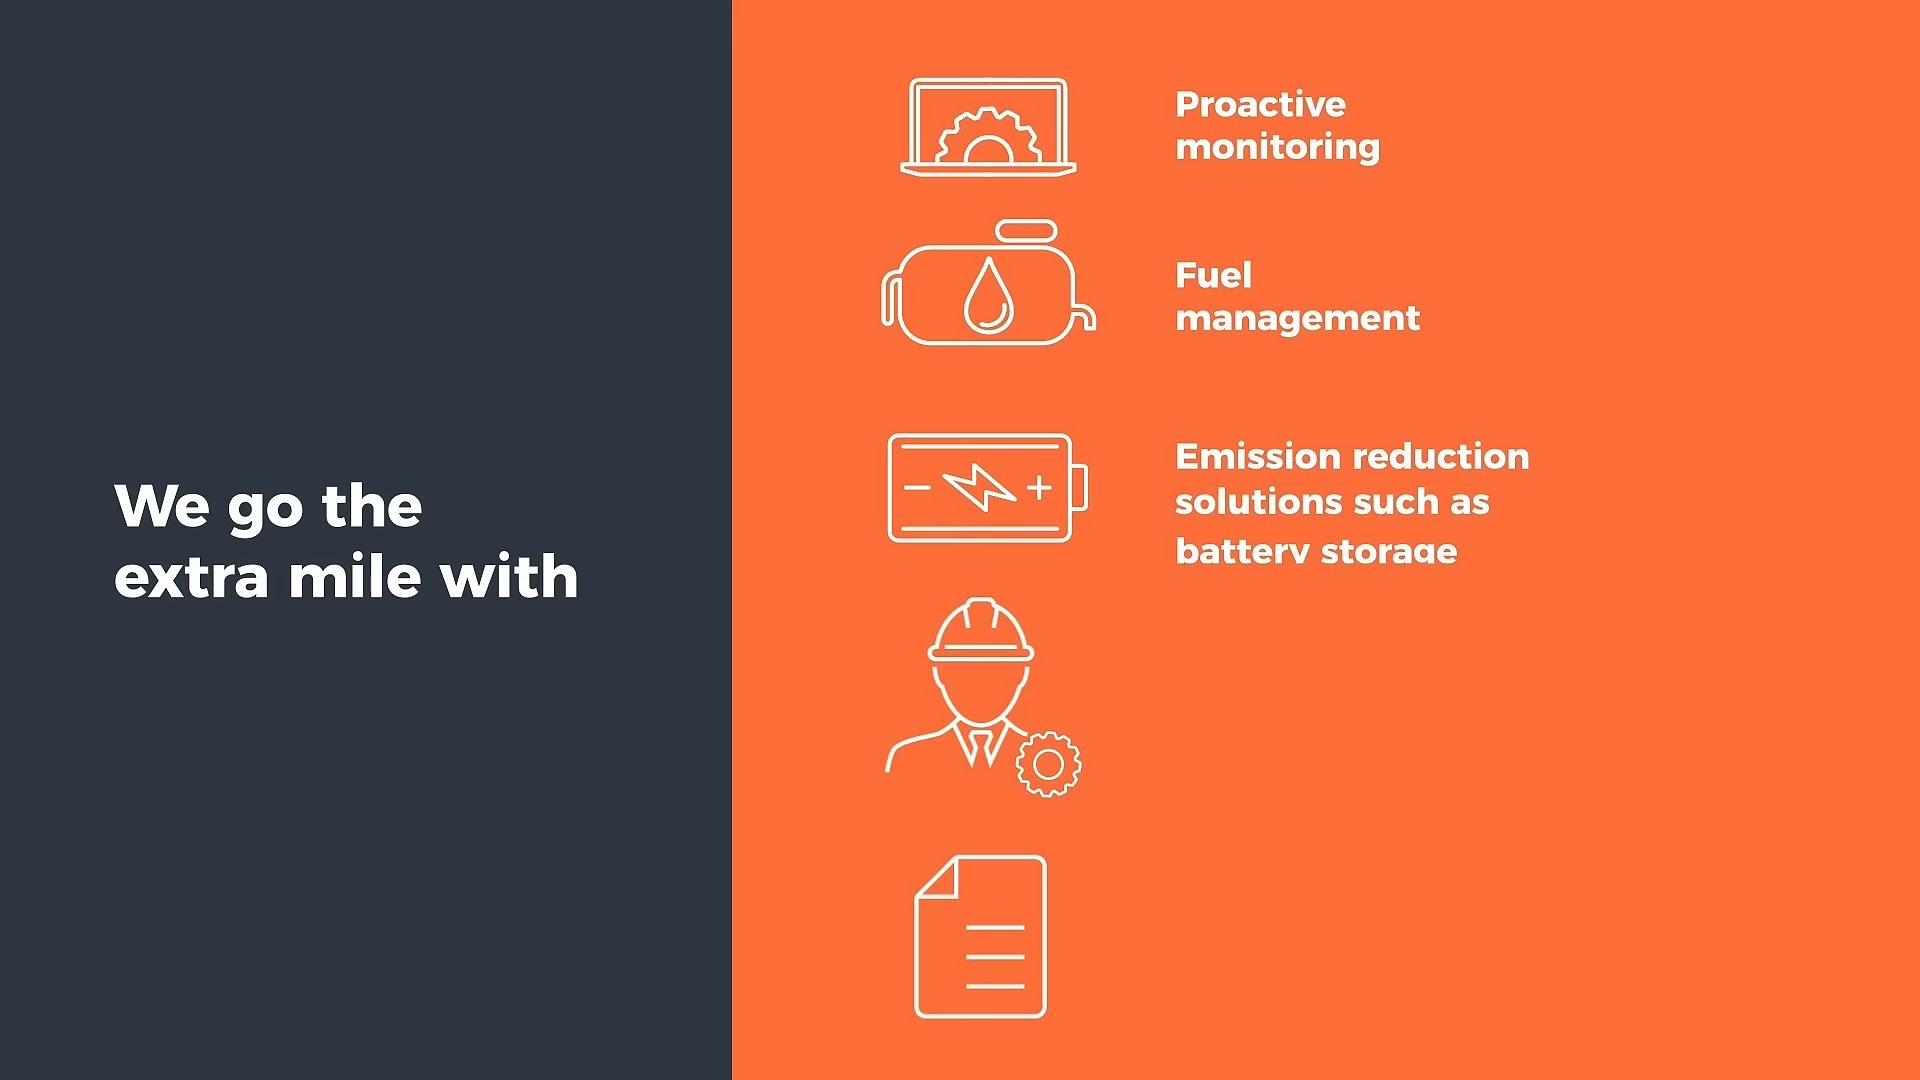 We go the
extra mile with
Proactive
monitoring
Fuel
management
Emission reduction
solutions such as
battery storage